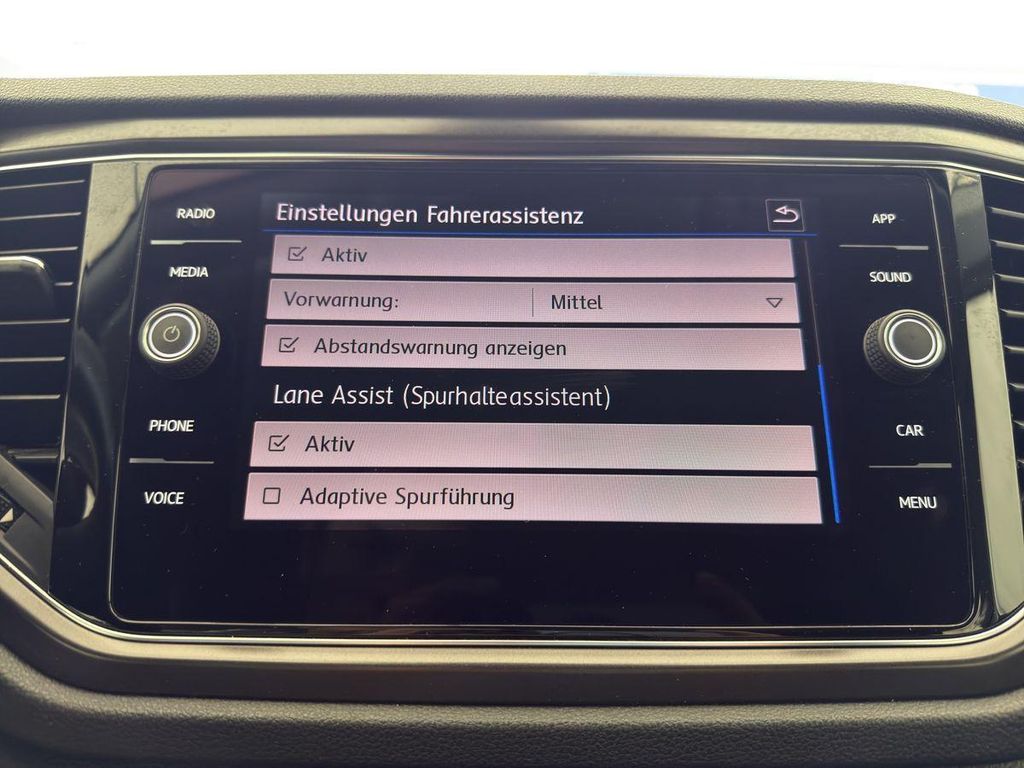 RADIO
MEDIA
PHONE
VOICE
Einstellungen Fahrerassistenz
Aktiv
Vorwarnung: Mittel
Abstandswarnung anzeigen
Lane Assist (Spurhalteassistent)
Aktiv
Adaptive Spurführung
APP
SOUND
CAR
MENU